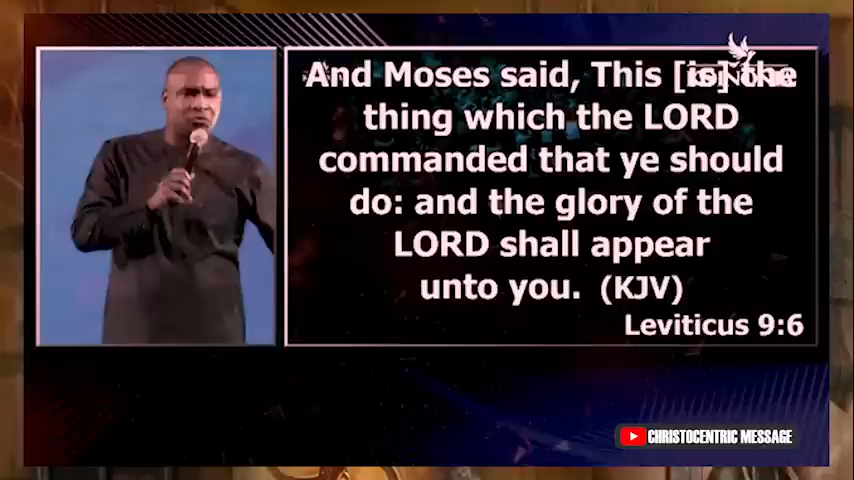 And Moses said, This [is] the
thing which the LORD
commanded that ye should
do: and the glory of the
LORD shall appear
unto you. (KJV)
Leviticus 9:6
CHRISTOCENTRIC MESSAGE